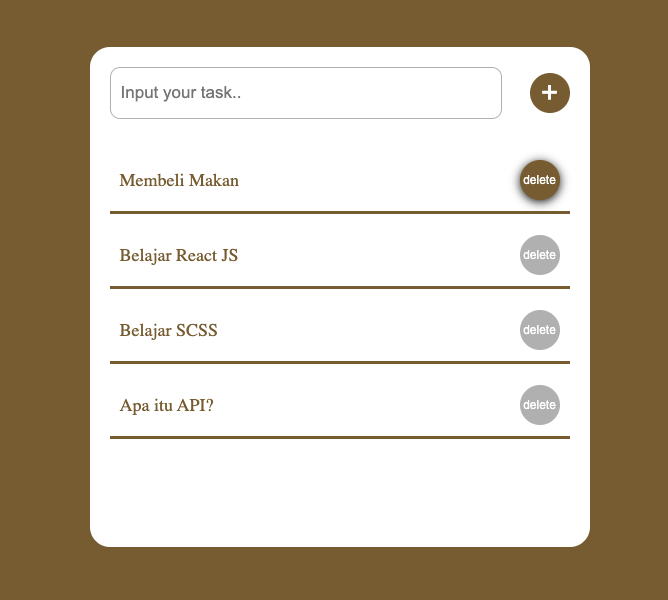 Input your task..
+
Membeli Makan
delete
Belajar React JS
delete
Belajar SCSS
delete
Apa itu API?
delete